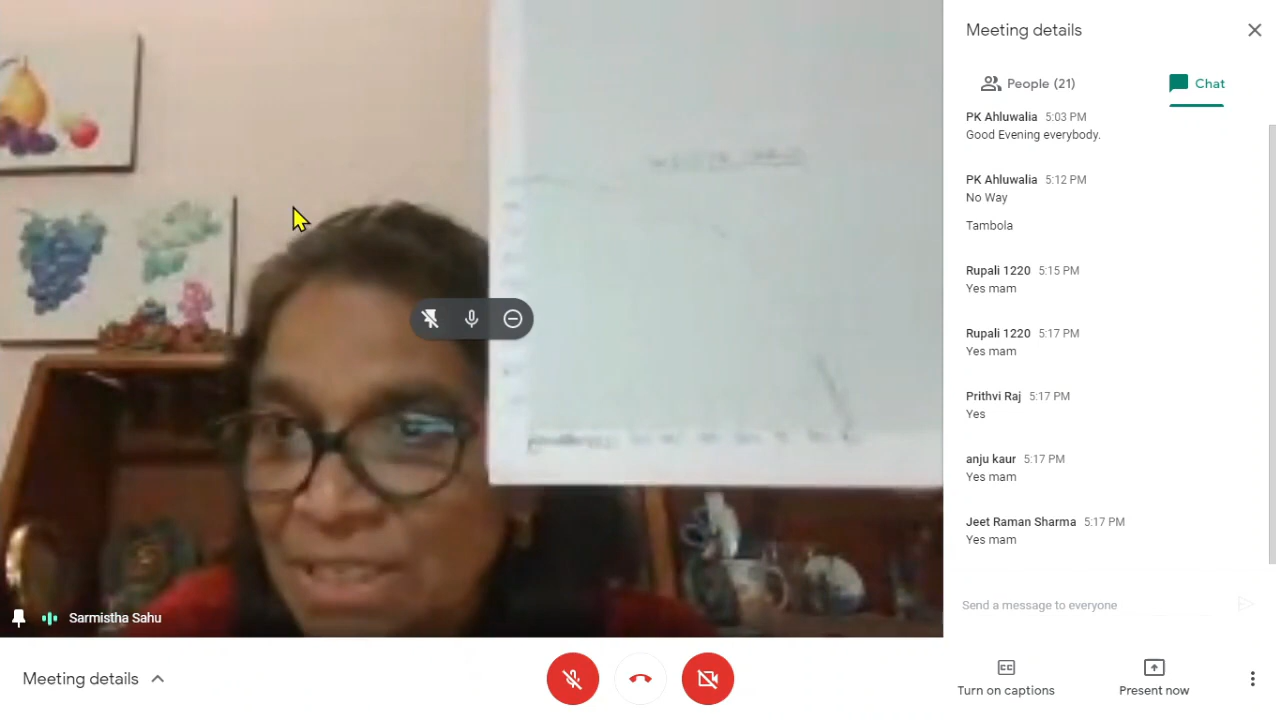 Meeting details
People (21)
Chat
PK Ahluwalia 5:03 PM
Good Evening everybody.
PK Ahluwalia 5:12 PM
No Way
Tambola
Rupali 1220 5:15 PM
Yes mam
Rupali 1220 5:17 PM
Yes mam
Prithvi Raj 5:17 PM
Yes
anju kaur 5:17 PM
Yes mam
Jeet Raman Sharma 5:17 PM
Yes mam
Send a message to everyone
Sarmistha Sahu
Meeting details
CC
Turn on captions
Present now